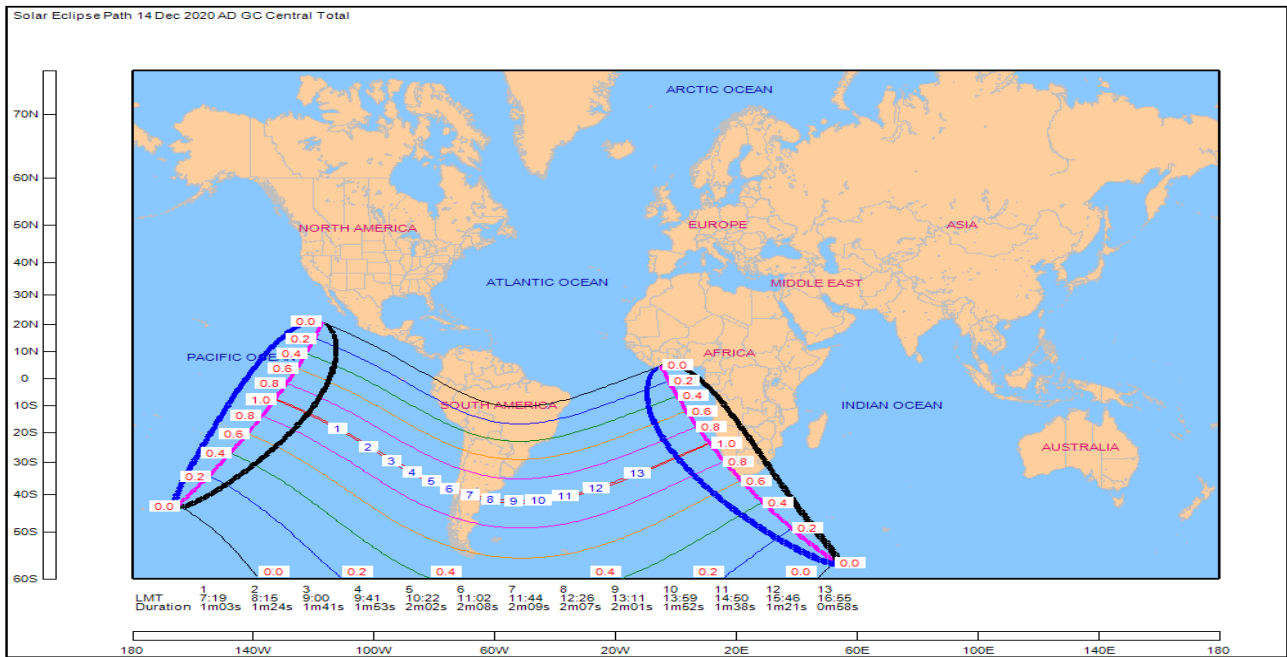 Solar Eclipse Path 14 Dec 2020 AD GC Central Total
ARCTIC OCEAN
70N
60N
50N
NORTH AMERICA
EUROPE
ASIA
40N
ATLANTIC OCEAN
MIDDLE EAST
30N
20N
0.0
0.2
10N
PACIFIC OCEAN
0.4
AFRICA
0.6
0.0
0
0.8
0.2
1.0
0.4
10S
SOUTH AMERICA
INDIAN OCEAN
0.8
0.6
20S
0.6
1
0.8
0.4
2
1.0
AUSTRALIA
30S
3
0.8
0.2
4
13
5
0.6
40S
6
12
0.0
7
8
9
10
11
0.4
50S
0.2
0.0
60S
0.0
0.2
0.4
0.4
0.2
0.0
1 2 3 4 5 6 7 8 9 10 11 12 13
LMT 7:19 8:15 9:00 9:41 10:22 11:02 11:44 12:26 13:11 13:59 14:50 15:46 16:55
Duration 1m03s 1m24s 1m41s 1m53s 2m02s 2m08s 2m09s 2m07s 2m01s 1m52s 1m38s 1m21s 0m58s
180 140W 100W 60W 20W 20E 60E 100E 140E 180